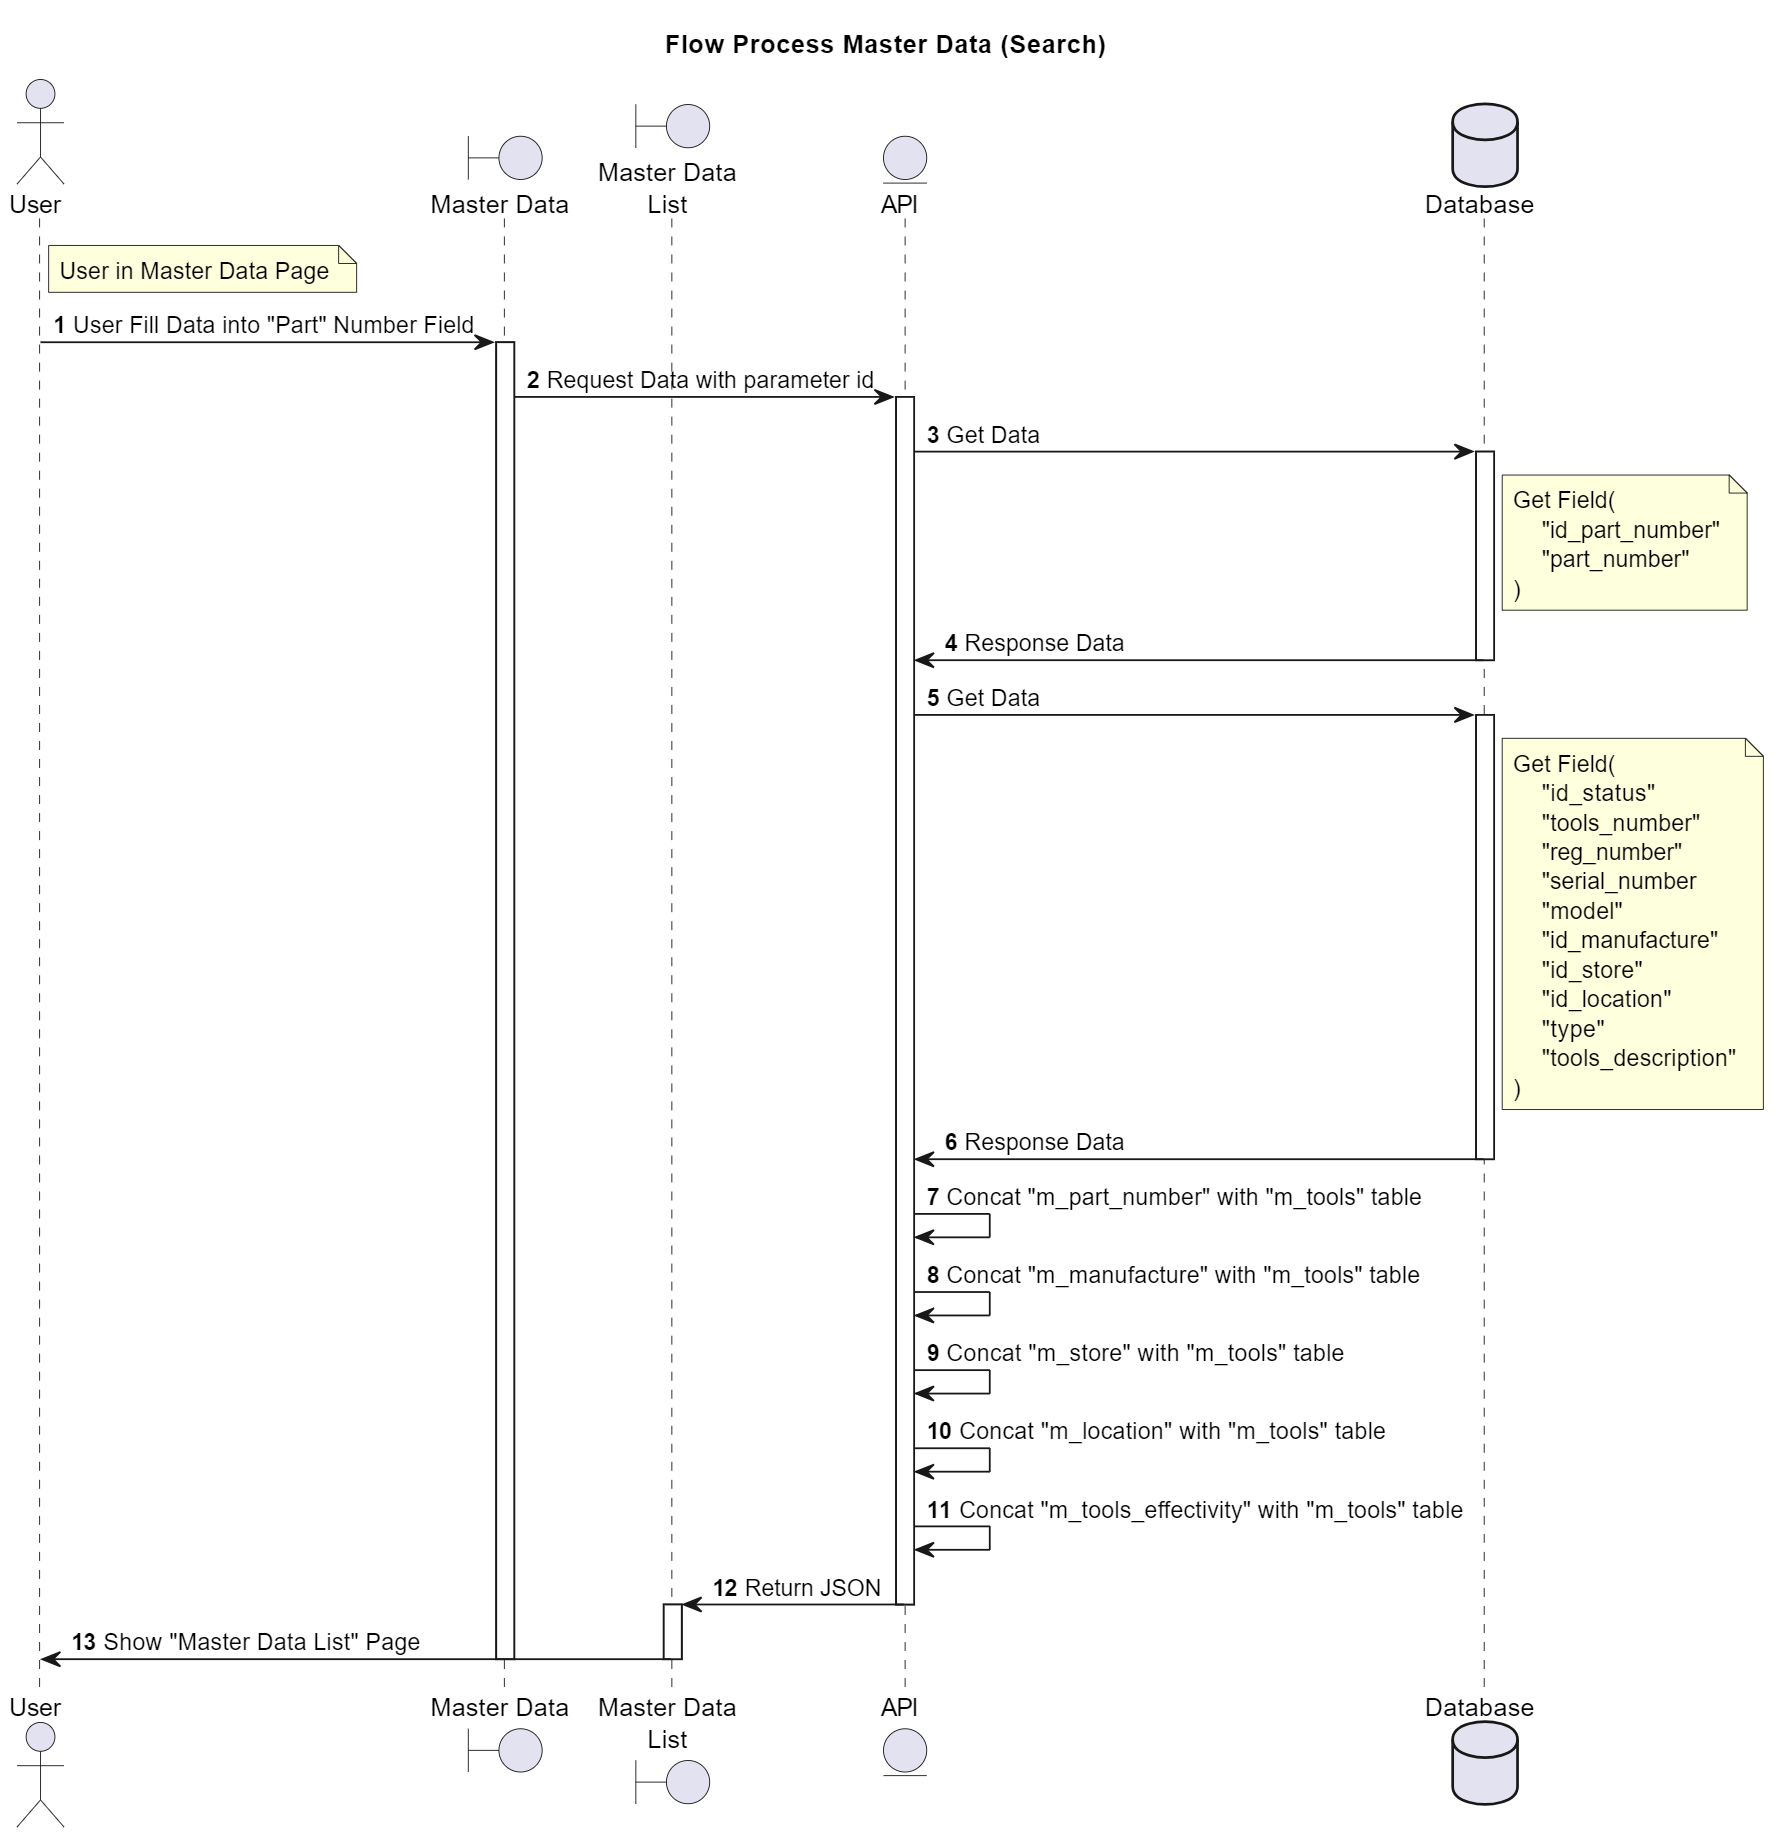 Flow Process Master Data (Search)
User
Master Data
Master Data
List
API
Database
User in Master Data Page
1 User Fill Data into "Part" Number Field
2 Request Data with parameter id
3 Get Data
Get Field(
"id_part_number"
"part_number"
)
4 Response Data
5 Get Data
Get Field(
"id_status"
"tools_number"
"reg_number"
"serial_number
"model"
"id_manufacture"
"id_store"
"id_location"
"type"
"tools_description"
)
6 Response Data
7 Concat "m_part_number" with "m_tools" table
8 Concat "m_manufacture" with "m_tools" table
9 Concat "m_store" with "m_tools" table
10 Concat "m_location" with "m_tools" table
11 Concat "m_tools_effectivity" with "m_tools" table
12 Return JSON
13 Show "Master Data List" Page
User
Master Data
Master Data
List
API
Database